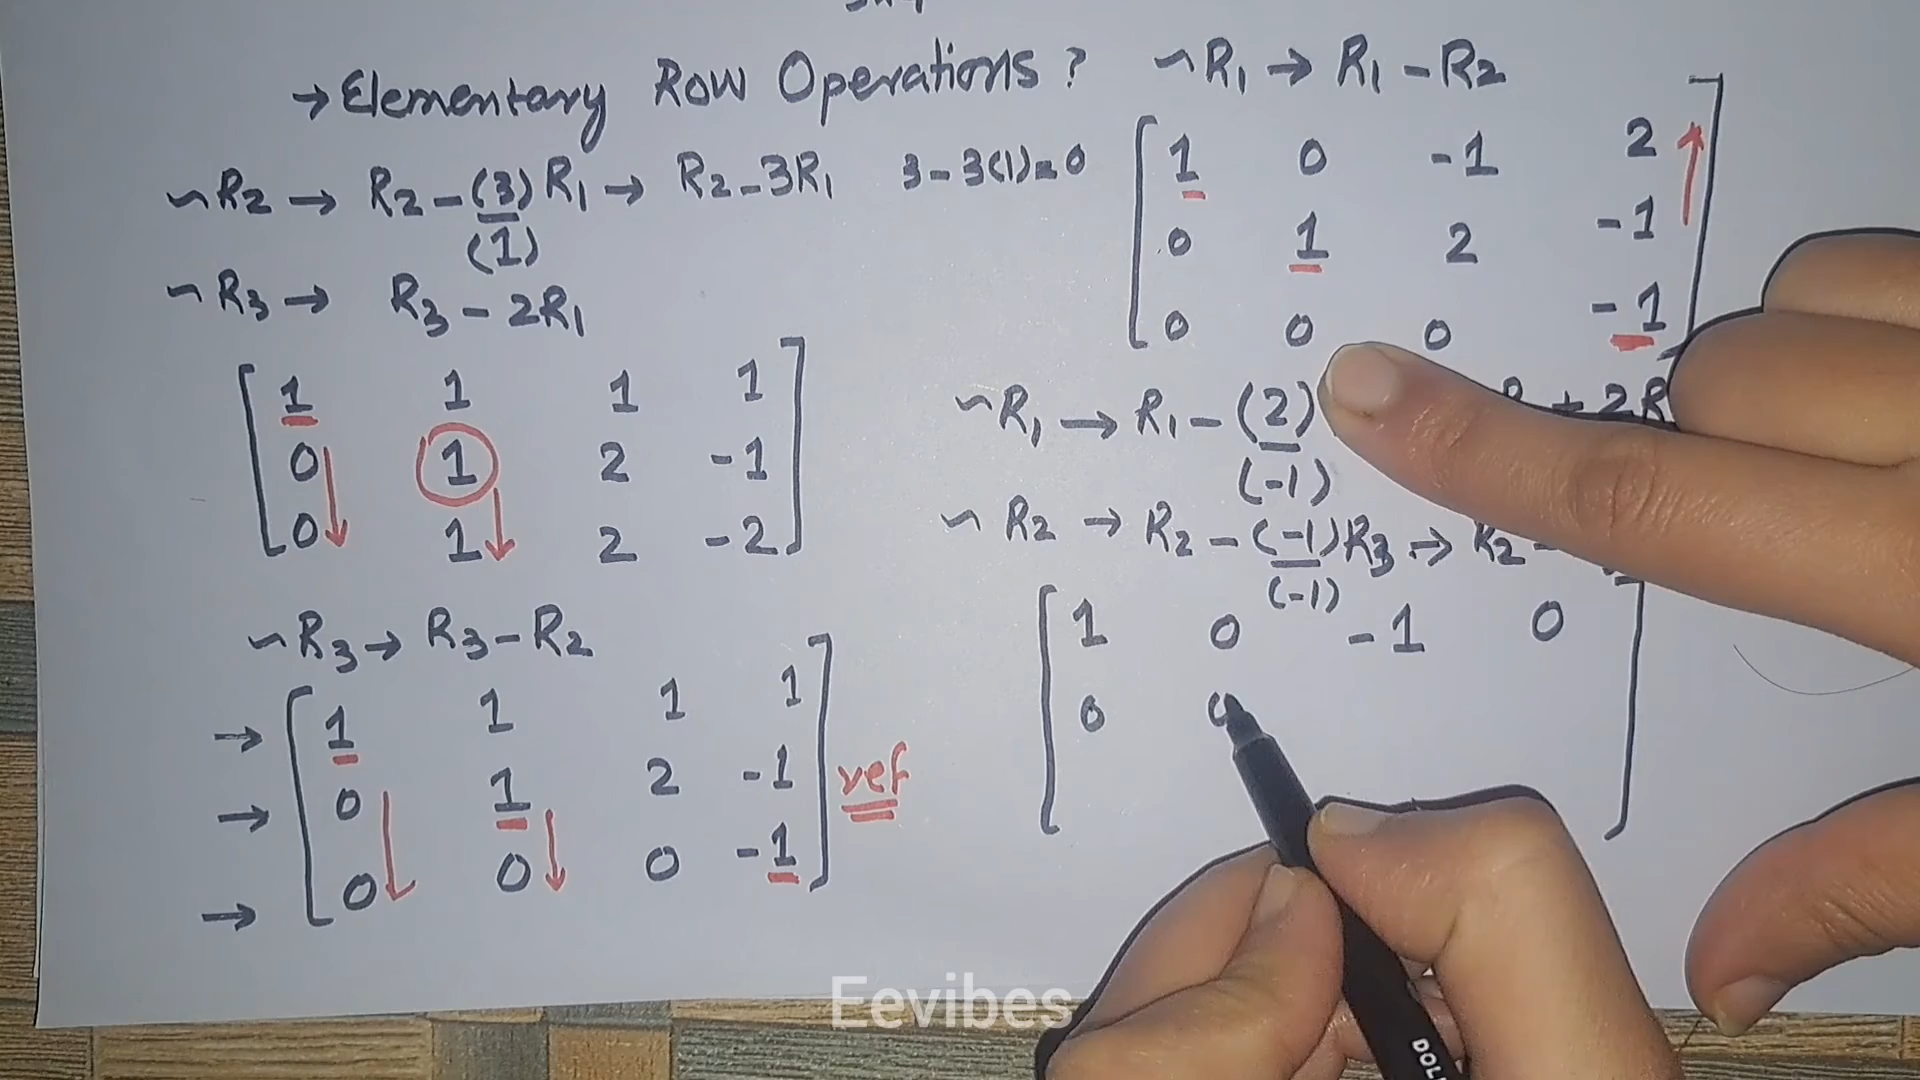 → Elementary Row Operations?
~R2 → R2 - (3)/(1) R1 → R2 - 3R1 3 - 3(1) = 0
~R3 → R3 - 2R1
1 1 1 1
0 1 2 -1
0 1 2 -2
~R3 → R3 - R2
→ 1 1 1 1
→ 0 1 2 -1 ref
→ 0 0 0 -1
~R1 → R1 - R2
1 0 -1 2
0 1 2 -1
0 0 0 -1
~R1 → R1 - (2)/(-1) + 2R
~R2 → R2 - (-1)/(-1) R3 → R2 -
1 0 -1 0
0
Eevibes
DOLL